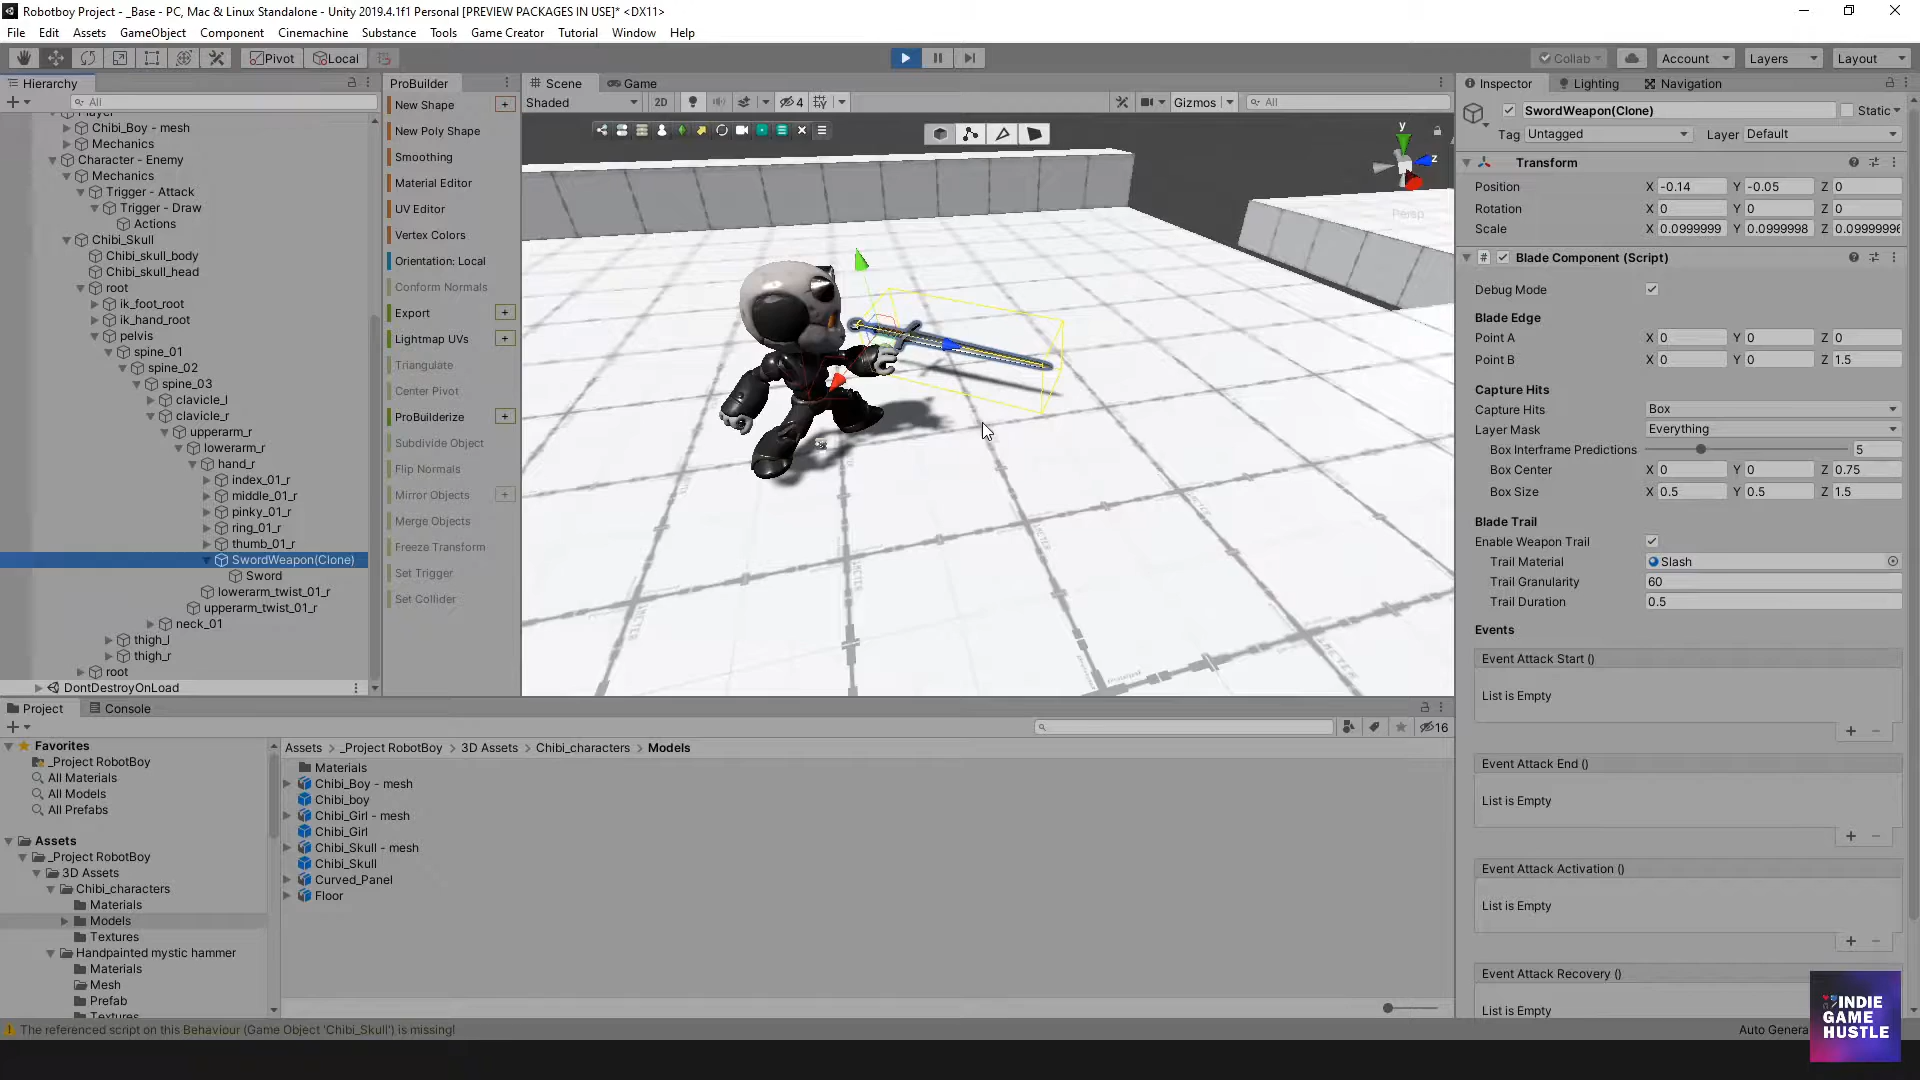 Robotboy Project - _Base - PC, Mac & Linux Standalone - Unity 2019.4.1f1 Personal [PREVIEW PACKAGES IN USE]* <DX11>
File Edit Assets GameObject Component Cinemachine Substance Tools Game Creator Tutorial Window Help
Pivot Local Collab Account Layers Layout
Hierarchy
All
Player
Chibi_Boy - mesh
Mechanics
Character - Enemy
Mechanics
Trigger - Attack
Trigger - Draw
Actions
Chibi_Skull
Chibi_skull_body
Chibi_skull_head
root
ik_foot_root
ik_hand_root
pelvis
spine_01
spine_02
spine_03
clavicle_l
clavicle_r
upperarm_r
lowerarm_r
hand_r
index_01_r
middle_01_r
pinky_01_r
ring_01_r
thumb_01_r
SwordWeapon(Clone)
Sword
lowerarm_twist_01_r
upperarm_twist_01_r
neck_01
thigh_l
thigh_r
root
DontDestroyOnLoad
ProBuilder
New Shape
New Poly Shape
Smoothing
Material Editor
UV Editor
Vertex Colors
Orientation: Local
Conform Normals
Export
Lightmap UVs
Triangulate
Center Pivot
ProBuilderize
Subdivide Object
Flip Normals
Mirror Objects
Merge Objects
Freeze Transform
Set Trigger
Set Collider
Scene Game
Shaded 2D 4 Gizmos All
y
z
Persp
Inspector Lighting Navigation
SwordWeapon(Clone) Static
Tag Untagged Layer Default
Transform
Position X -0.14 Y -0.05 Z 0
Rotation X 0 Y 0 Z 0
Scale X 0.0999999 Y 0.0999998 Z 0.09999996
Blade Component (Script)
Debug Mode
Blade Edge
Point A X 0 Y 0 Z 0
Point B X 0 Y 0 Z 1.5
Capture Hits
Capture Hits Box
Layer Mask Everything
Box Interframe Predictions 5
Box Center X 0 Y 0 Z 0.75
Box Size X 0.5 Y 0.5 Z 1.5
Blade Trail
Enable Weapon Trail
Trail Material Slash
Trail Granularity 60
Trail Duration 0.5
Events
Event Attack Start ()
List is Empty
Event Attack End ()
List is Empty
Event Attack Activation ()
List is Empty
Event Attack Recovery ()
List is Empty
Project Console
16
Favorites
_Project RobotBoy
All Materials
All Models
All Prefabs
Assets
_Project RobotBoy
3D Assets
Chibi_characters
Materials
Models
Textures
Handpainted mystic hammer
Materials
Mesh
Prefab
Textures
Assets > _Project RobotBoy > 3D Assets > Chibi_characters > Models
Materials
Chibi_Boy - mesh
Chibi_boy
Chibi_Girl - mesh
Chibi_Girl
Chibi_Skull - mesh
Chibi_Skull
Curved_Panel
Floor
The referenced script on this Behaviour (Game Object 'Chibi_Skull') is missing!
Auto Genera
INDIE
GAME
HUSTLE